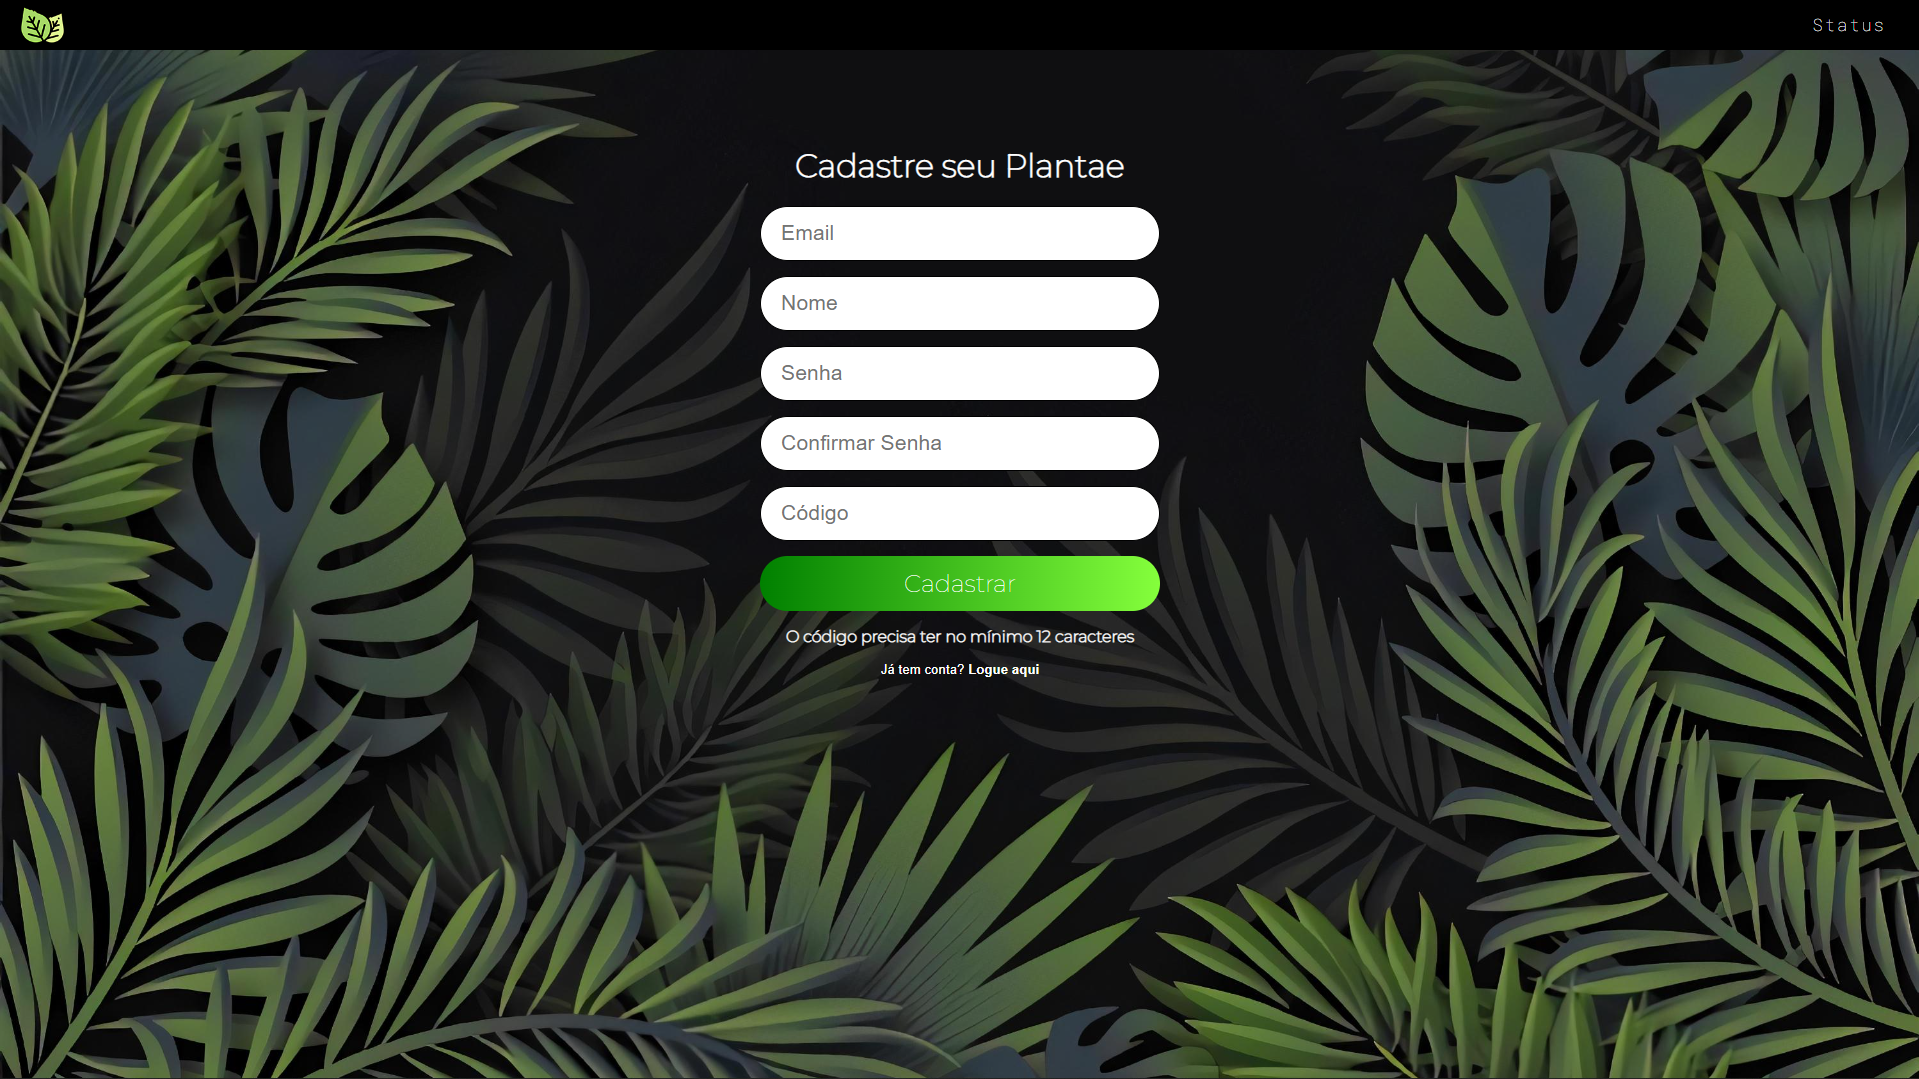 Status
Cadastre seu Plantae
Email
Nome
Senha
Confirmar Senha
Código
Cadastrar
O código precisa ter no mínimo 12 caracteres
Já tem conta? Logue aqui